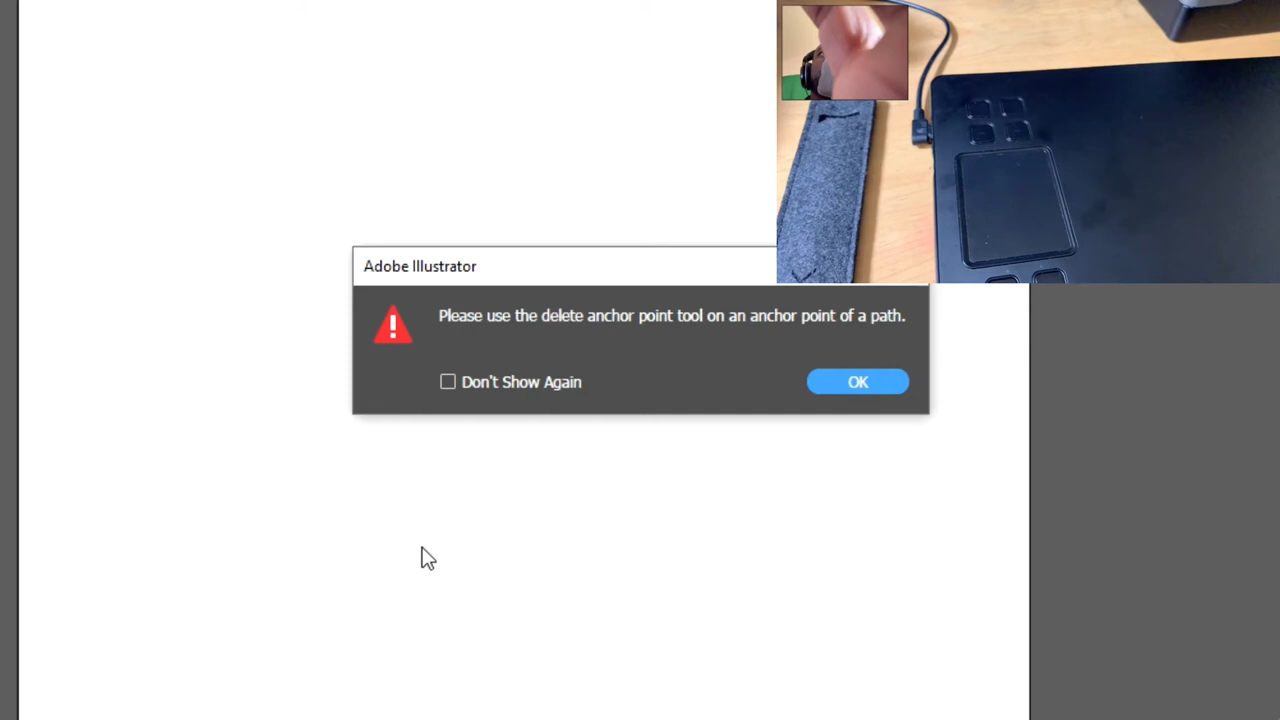 Adobe Illustrator
Please use the delete anchor point tool on an anchor point of a path.
Don't Show Again
OK